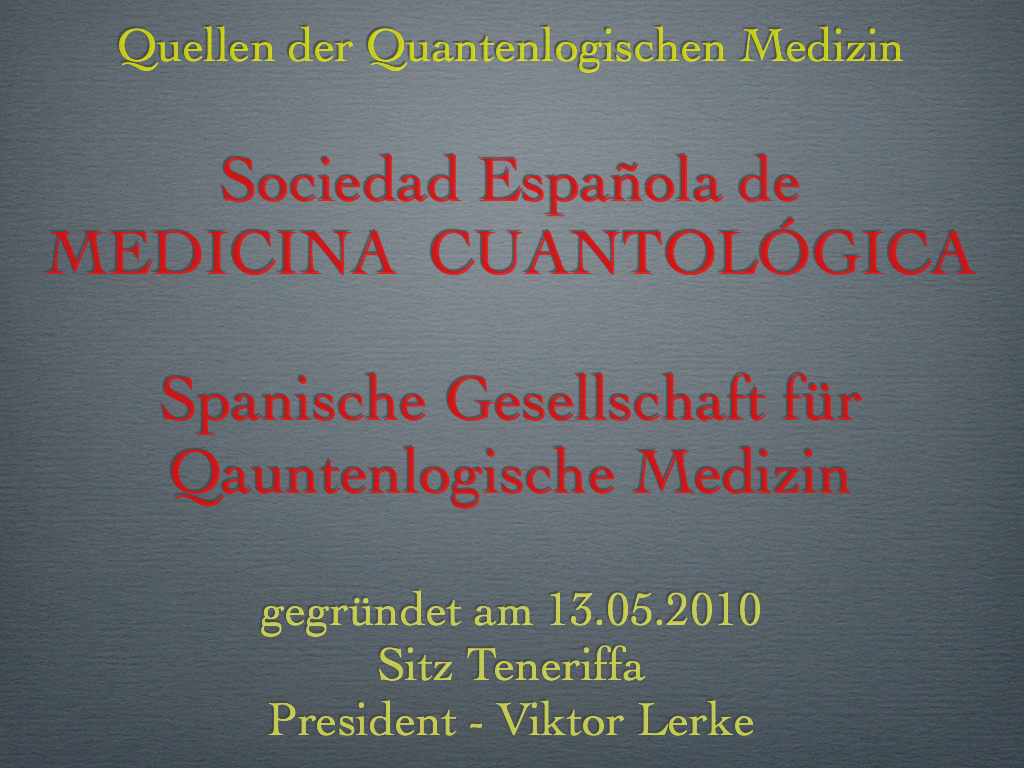 Quellen der Quantenlogischen Medizin
Sociedad Española de
MEDICINA CUANTOLÓGICA
Spanische Gesellschaft für
Qauntenlogische Medizin
gegründet am 13.05.2010
Sitz Teneriffa
President - Viktor Lerke